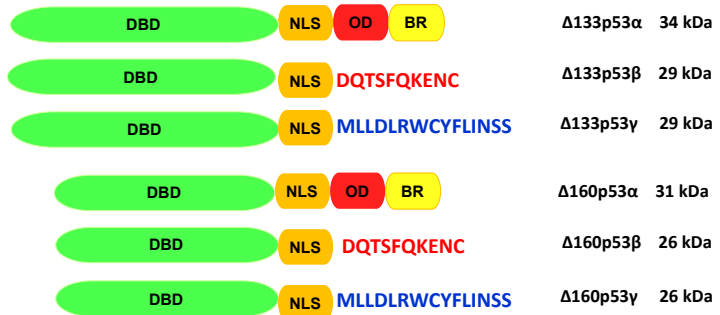 DBD NLS OD BR Δ133p53α 34 kDa
DBD NLS DQTSFQKENC Δ133p53β 29 kDa
DBD NLS MLLDLRWCYFLINSS Δ133p53γ 29 kDa
DBD NLS OD BR Δ160p53α 31 kDa
DBD NLS DQTSFQKENC Δ160p53β 26 kDa
DBD NLS MLLDLRWCYFLINSS Δ160p53γ 26 kDa